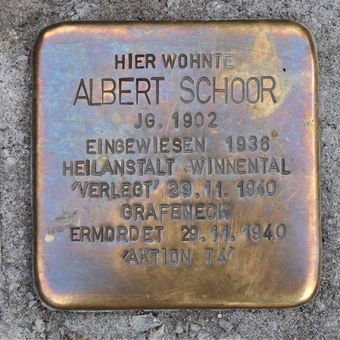 HIER WOHNTE
ALBERT SCHOOR
JG. 1902
EINGEWIESEN 1936
HEILANSTALT WINNENTAL
'VERLEGT' 29.11.1940
GRAFENECK
ERMORDET 29.11.1940
'AKTION T4'